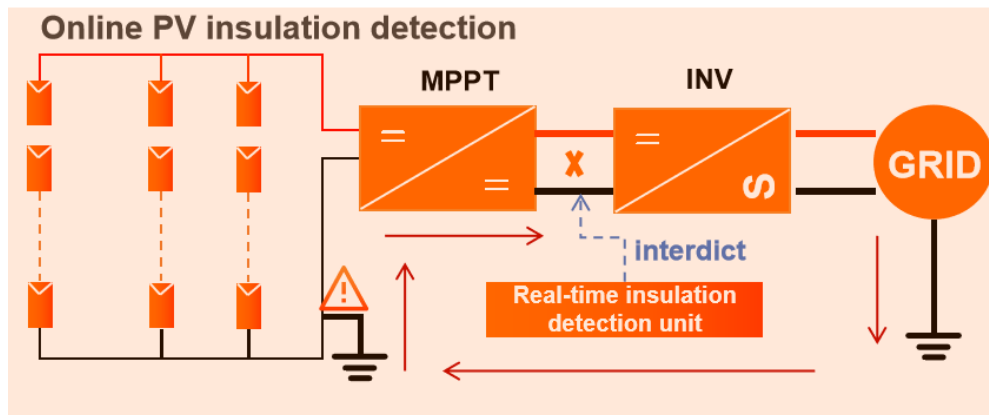 Online PV insulation detection
MPPT
INV
GRID
interdict
Real-time insulation
detection unit